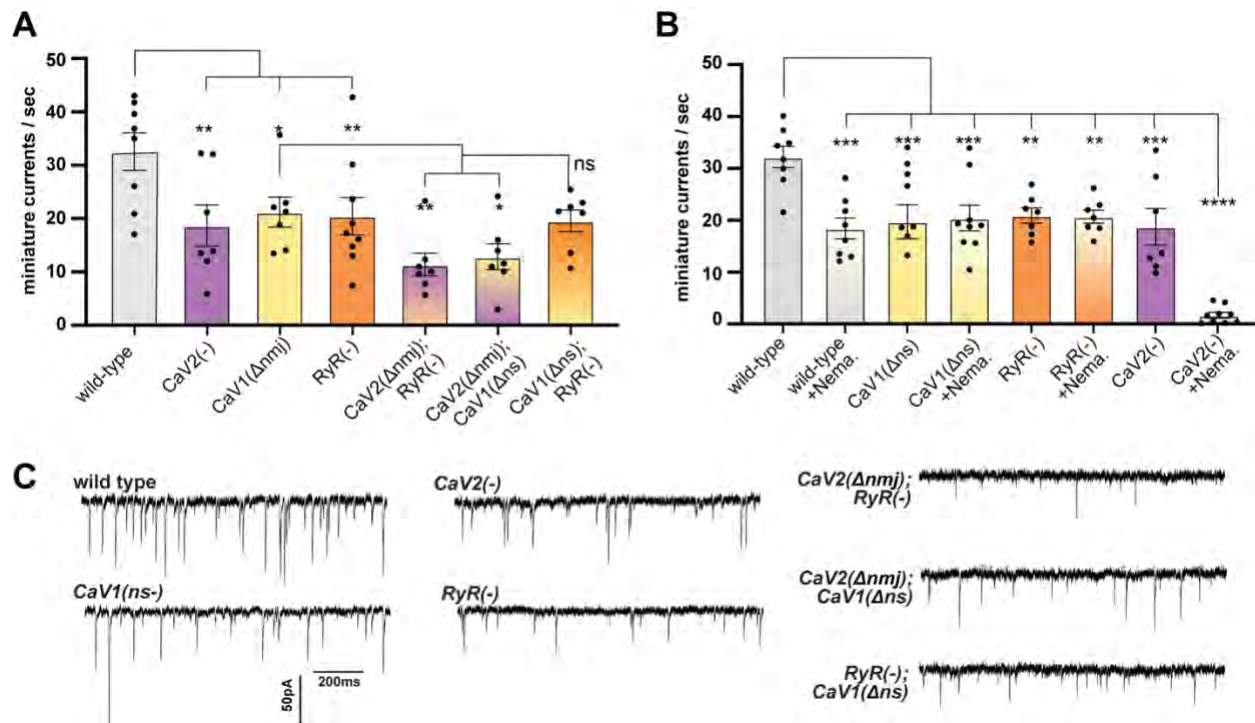 A
miniature currents / sec
50
40
30
20
10
0
**
*
**
**
*
ns
wild-type
CaV2(-)
CaV1(Δnmj)
RyR(-)
CaV2(Δnmj);
RyR(-)
CaV2(Δnmj);
CaV1(Δns)
CaV1(Δns);
RyR(-)
B
miniature currents / sec
50
40
30
20
10
0
***
***
***
**
**
***
****
wild-type
wild-type
+Nema.
CaV1(Δns)
CaV1(Δns)
+Nema.
RyR(-)
RyR(-)
+Nema.
CaV2(-)
CaV2(-)
+Nema.
C
wild type
CaV1(ns-)
200ms
50pA
CaV2(-)
RyR(-)
CaV2(Δnmj);
RyR(-)
CaV2(Δnmj);
CaV1(Δns)
RyR(-);
CaV1(Δns)